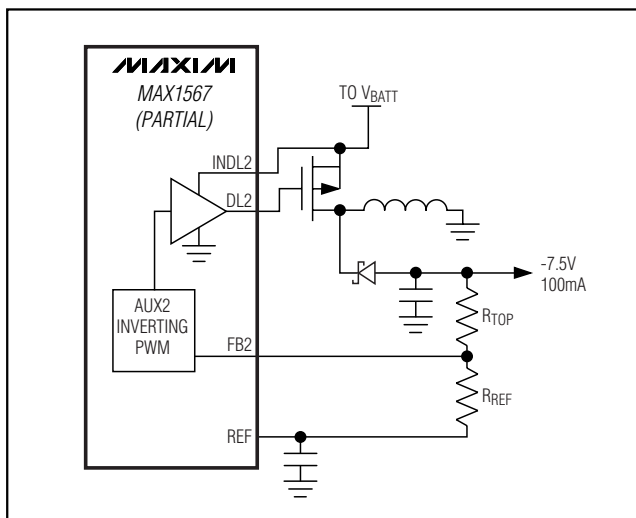 MAXIM
MAX1567
(PARTIAL)
TO VBATT
INDL2
DL2
-7.5V
100mA
AUX2
INVERTING
PWM
RTOP
FB2
RREF
REF